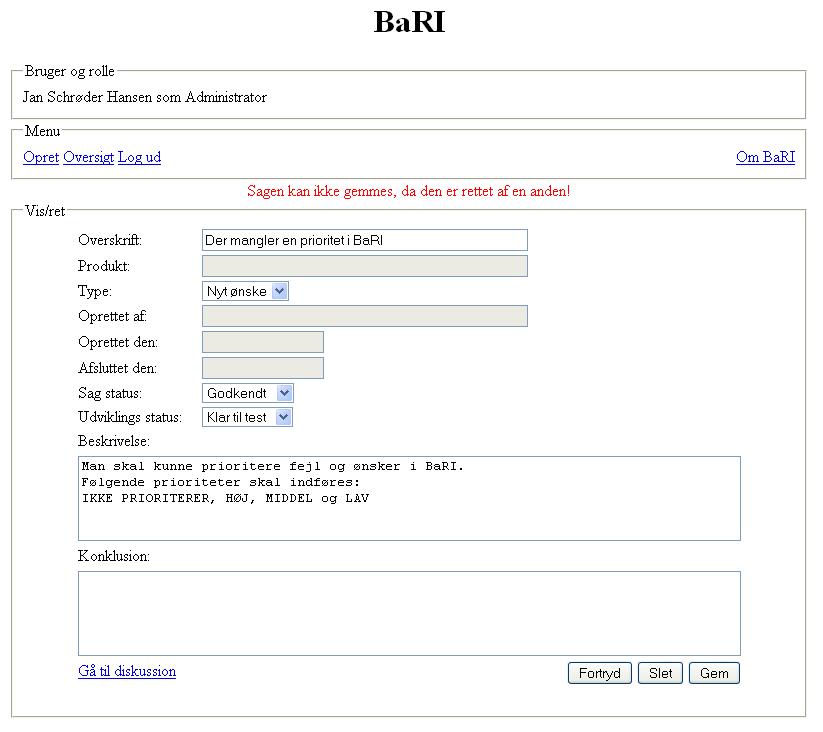 BaRI
Bruger og rolle
Jan Schrøder Hansen som Administrator
Menu
Opret Oversigt Log ud Om BaRI
Sagen kan ikke gemmes, da den er rettet af en anden!
Vis/ret
Overskrift: Der mangler en prioritet i BaRI
Produkt:
Type: Nyt ønske
Oprettet af:
Oprettet den:
Afsluttet den:
Sag status: Godkendt
Udviklings status: Klar til test
Beskrivelse:
Man skal kunne prioritere fejl og ønsker i BaRI.
Følgende prioriteter skal indføres:
IKKE PRIORITERER, HØJ, MIDDEL og LAV
Konklusion:
Gå til diskussion Fortryd Slet Gem